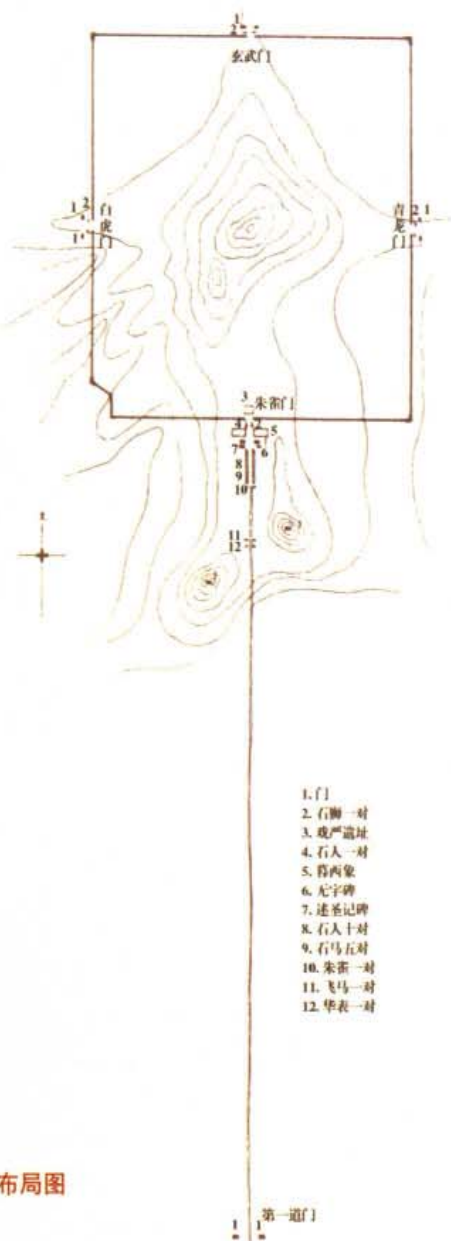 1
2
玄武门
1 2
白虎门
1
2 1
青龙门
1
3 朱雀门
4 2
5
7 6
8
9
10
11
12
1. 门
2. 石狮一对
3. 戏严遗址
4. 石人一对
5. 蕃酉象
6. 无字碑
7. 述圣记碑
8. 石人十对
9. 石马五对
10. 朱雀一对
11. 飞马一对
12. 华表一对
布局图
第一道门
1 1